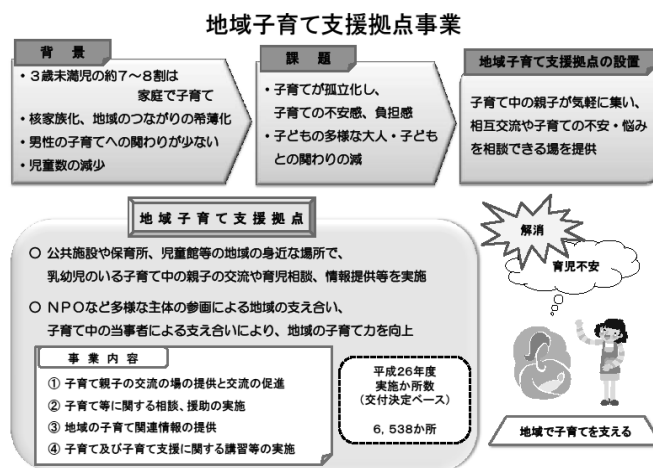 地域子育て支援拠点事業
背 景
・３歳未満児の約７～８割は
家庭で子育て
・核家族化、地域のつながりの希薄化
・男性の子育てへの関わりが少ない
・児童数の減少
課 題
・子育てが孤立化し、
子育ての不安感、負担感
・子どもの多様な大人・子ども
との関わりの減
地域子育て支援拠点の設置
子育て中の親子が気軽に集い、
相互交流や子育ての不安・悩み
を相談できる場を提供
地 域 子 育 て 支 援 拠 点
○ 公共施設や保育所、児童館等の地域の身近な場所で、
乳幼児のいる子育て中の親子の交流や育児相談、情報提供等を実施
○ ＮＰＯなど多様な主体の参画による地域の支え合い、
子育て中の当事者による支え合いにより、地域の子育て力を向上
事 業 内 容
① 子育て親子の交流の場の提供と交流の促進
② 子育て等に関する相談、援助の実施
③ 地域の子育て関連情報の提供
④ 子育て及び子育て支援に関する講習等の実施
平成26年度
実施か所数
（交付決定ベース）
６，５３８か所
解消
育児不安
地域で子育てを支える